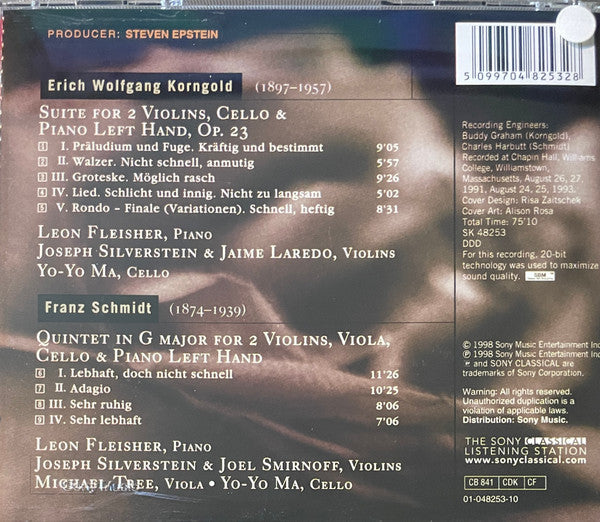 PRODUCER: STEVEN EPSTEIN
Erich Wolfgang Korngold (1897-1957)
SUITE FOR 2 VIOLINS, CELLO &
PIANO LEFT HAND, OP. 23
1 I. Präludium und Fuge. Kräftig und bestimmt 9'05
2 II. Walzer. Nicht schnell, anmutig 5'57
3 III. Groteske. Möglich rasch 9'26
4 IV. Lied. Schlicht und innig. Nicht zu langsam 5'02
5 V. Rondo – Finale (Variationen). Schnell, heftig 8'31
LEON FLEISHER, PIANO
JOSEPH SILVERSTEIN & JAIME LAREDO, VIOLINS
YO-YO MA, CELLO
Franz Schmidt (1874-1939)
QUINTET IN G MAJOR FOR 2 VIOLINS, VIOLA,
CELLO & PIANO LEFT HAND
6 I. Lebhaft, doch nicht schnell 11'26
7 II. Adagio 10'25
8 III. Sehr ruhig 8'06
9 IV. Sehr lebhaft 7'06
LEON FLEISHER, PIANO
JOSEPH SILVERSTEIN & JOEL SMIRNOFF, VIOLINS
MICHAEL TREE, VIOLA • YO-YO MA, CELLO
5 099704 825328
Recording Engineers:
Buddy Graham (Korngold),
Charles Harbutt (Schmidt)
Recorded at Chapin Hall, Williams
College, Williamstown,
Massachusetts, August 26, 27,
1991, August 24, 25, 1993.
Cover Design: Risa Zaitschek
Cover Art: Alison Rosa
Total Time: 75'10
SK 48253
DDD
For this recording, 20-bit
technology was used to maximize
sound quality. SBM
© 1998 Sony Music Entertainment Inc
℗ 1998 Sony Music Entertainment Inc
and SONY CLASSICAL are
trademarks of Sony Corporation.
Warning: All rights reserved.
Unauthorized duplication is a
violation of applicable laws.
Distribution: Sony Music.
THE SONY CLASSICAL
LISTENING STATION
www.sonyclassical.com
CB 841 CDK CF
01-048253-10